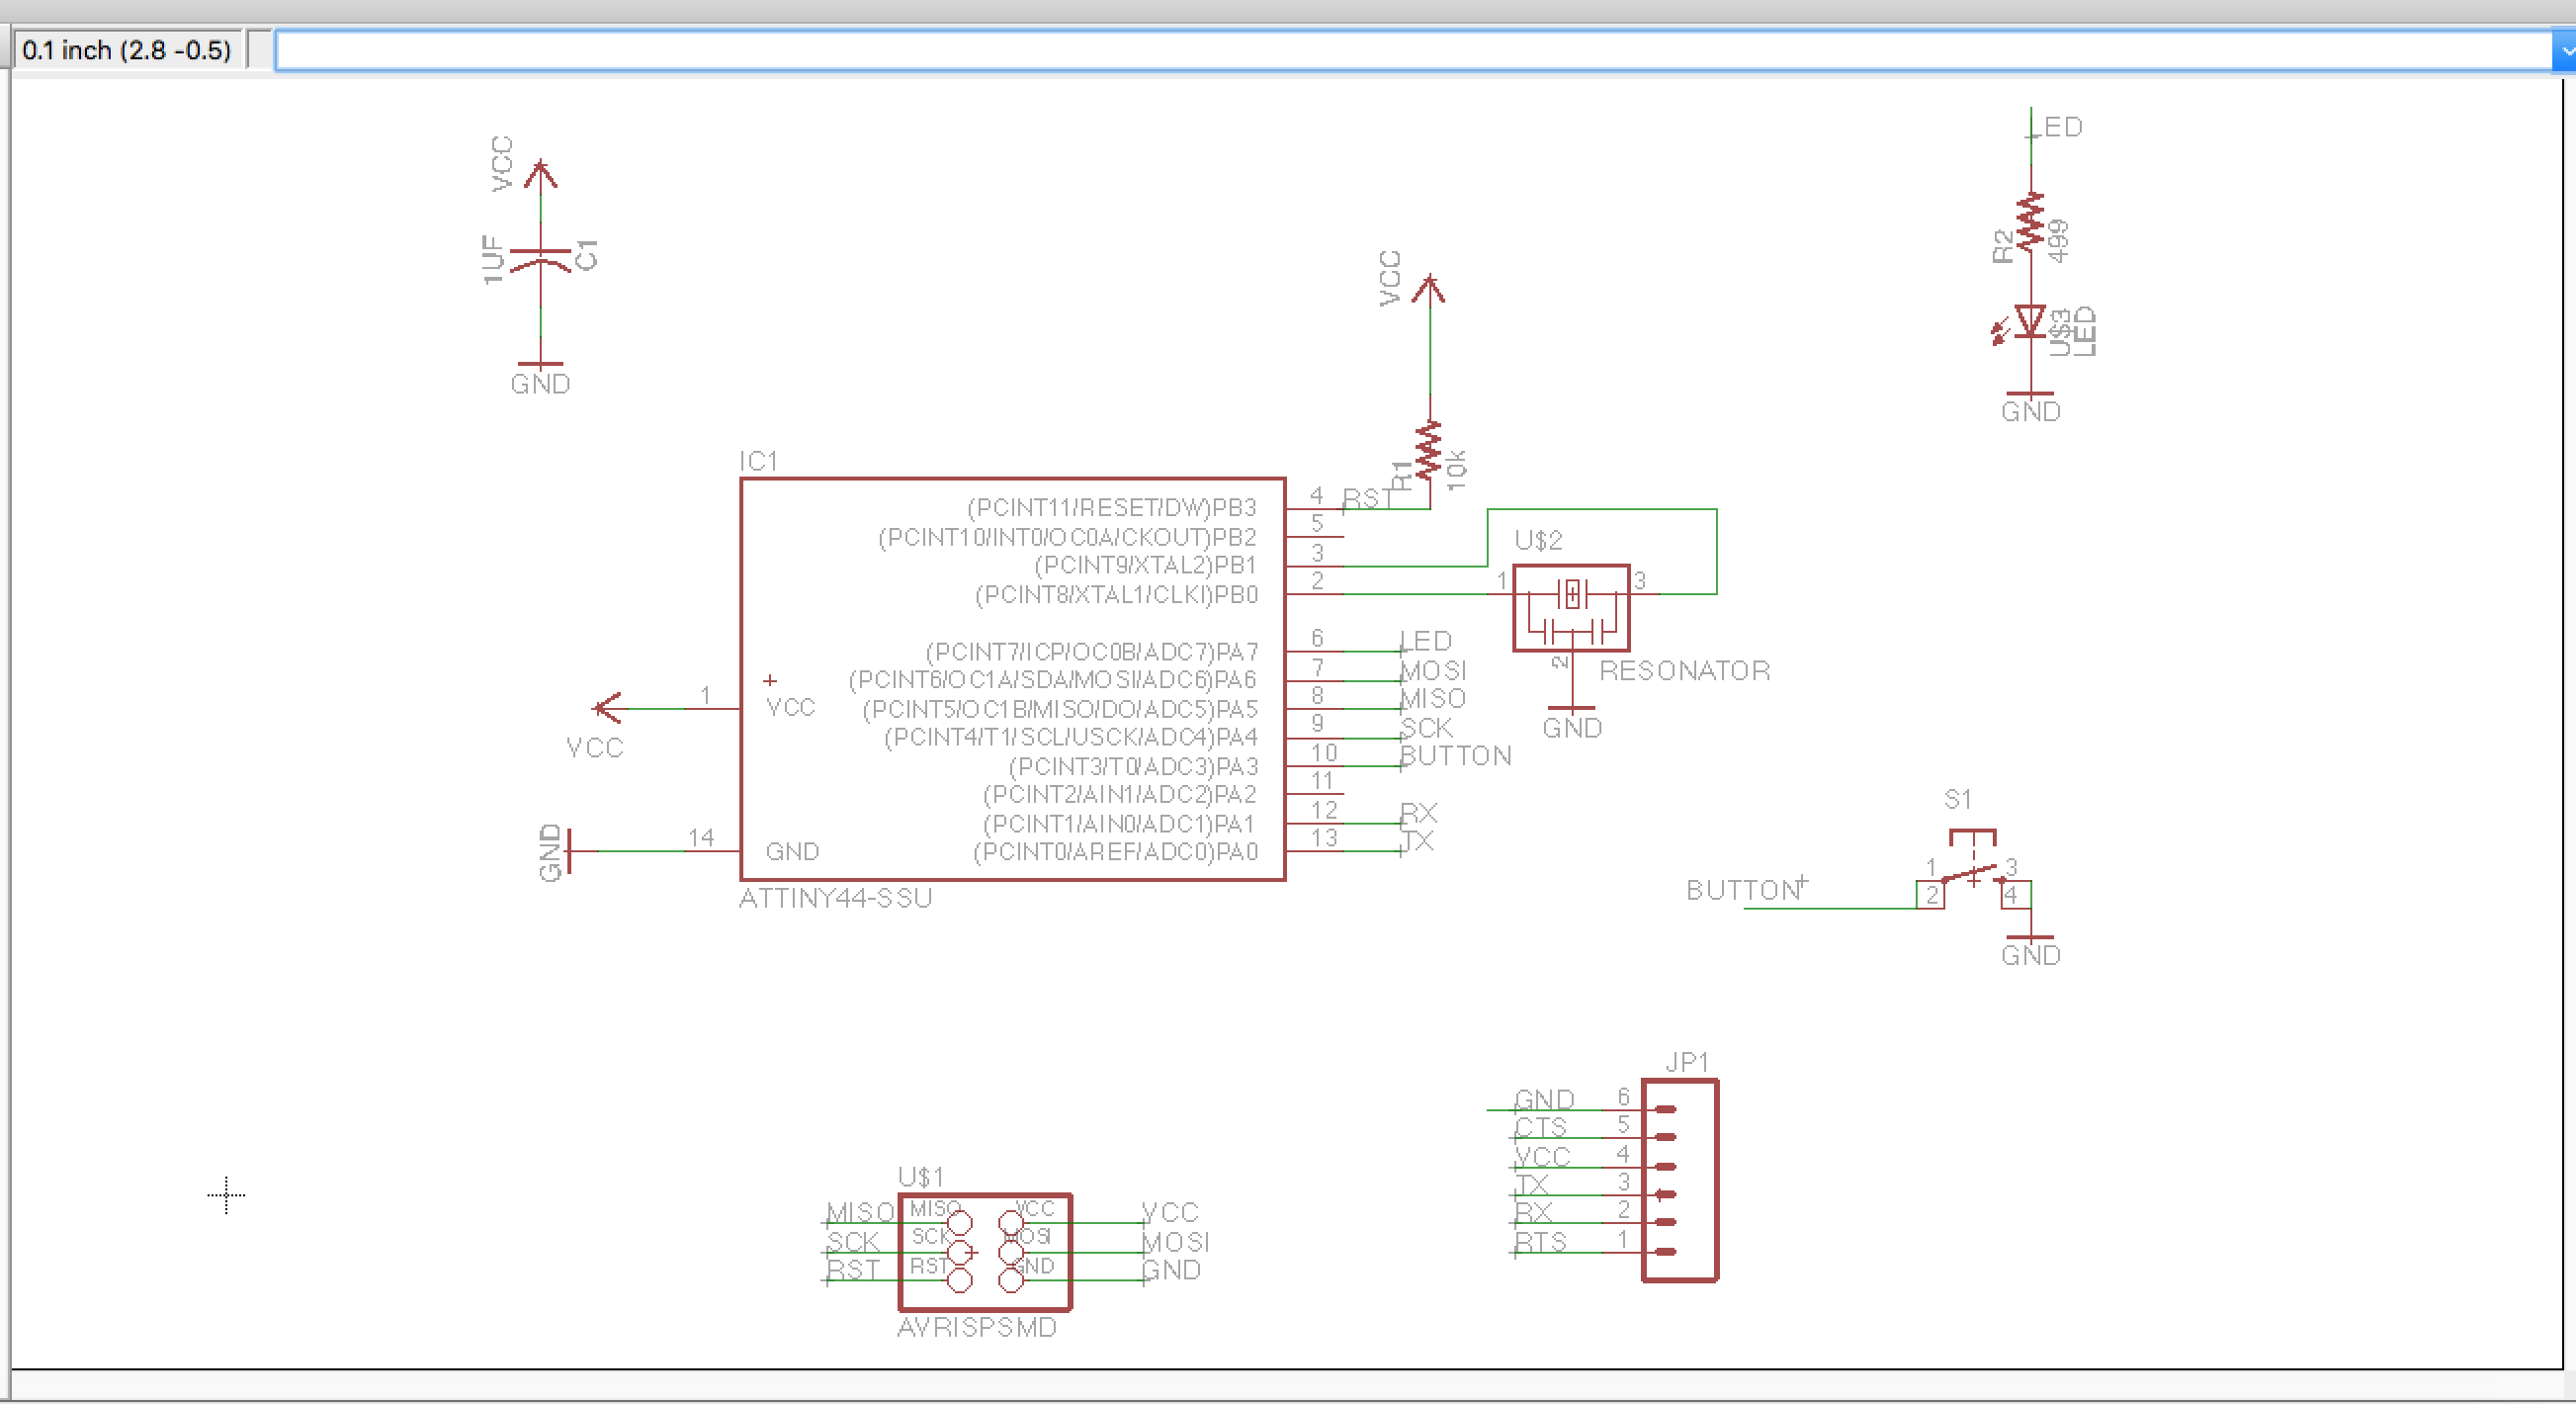 0.1 inch (2.8 -0.5)
LED
VCC
1UF
C1
GND
R2
499
U$3
LED
GND
VCC
R1
10k
IC1
(PCINT11/RESET/DW)PB3 4 RST
(PCINT10/INT0/OC0A/CKOUT)PB2 5
(PCINT9/XTAL2)PB1 3
(PCINT8/XTAL1/CLKI)PB0 2
U$2
1 3
2
RESONATOR
GND
(PCINT7/ICP/OC0B/ADC7)PA7 6 LED
(PCINT6/OC1A/SDA/MOSI/ADC6)PA6 7 MOSI
1 VCC (PCINT5/OC1B/MISO/DO/ADC5)PA5 8 MISO
VCC
(PCINT4/T1/SCL/USCK/ADC4)PA4 9 SCK
(PCINT3/T0/ADC3)PA3 10 BUTTON
(PCINT2/AIN1/ADC2)PA2 11
(PCINT1/AIN0/ADC1)PA1 12 RX
GND 14 GND (PCINT0/AREF/ADC0)PA0 13 TX
ATTINY44-SSU
S1
1 3
BUTTON 2 4
GND
JP1
GND 6
CTS 5
VCC 4
TX 3
RX 2
RTS 1
U$1
MISO MISO VCC VCC
SCK SCK MOSI MOSI
RST RST GND GND
AVRISPSMD